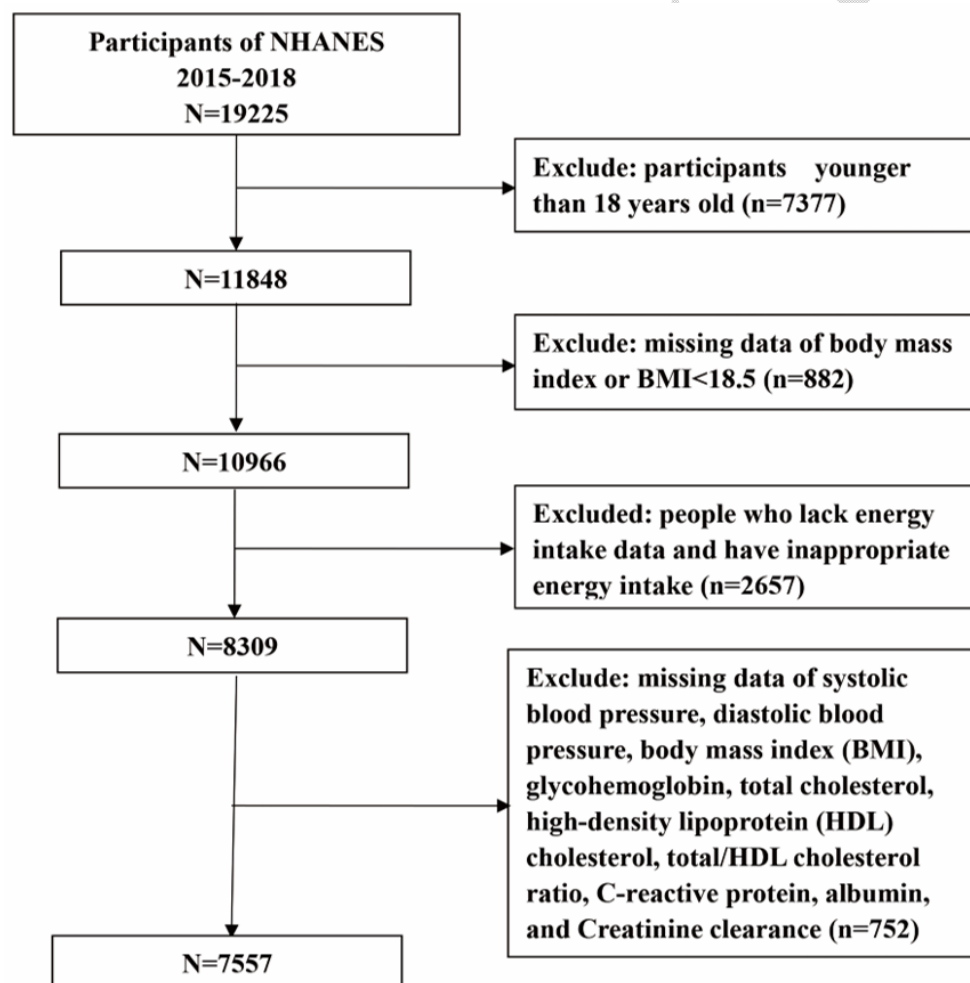 Participants of NHANES
2015-2018
N=19225
Exclude: participants younger
than 18 years old (n=7377)
N=11848
Exclude: missing data of body mass
index or BMI<18.5 (n=882)
N=10966
Excluded: people who lack energy
intake data and have inappropriate
energy intake (n=2657)
N=8309
Exclude: missing data of systolic
blood pressure, diastolic blood
pressure, body mass index (BMI),
glycohemoglobin, total cholesterol,
high-density lipoprotein (HDL)
cholesterol, total/HDL cholesterol
ratio, C-reactive protein, albumin,
and Creatinine clearance (n=752)
N=7557